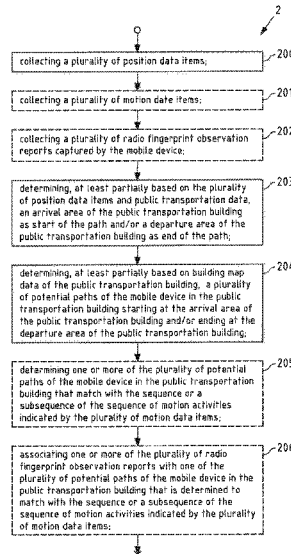 2
200
collecting a plurality of position data items;
201
collecting a plurality of motion date items;
202
collecting a plurality of radio fingerprint observation
reports captured by the mobile device;
203
determining, at least partially based on the plurality
of position data items and public transportation data,
an arrival area of the public transportation building
as start of the path and/or a departure area of the
public transportation building as end of the path;
204
determining, at least partially based on building map
data of the public transportation building, a plurality
of potential paths of the mobile device in the public
transportation building starting at the arrival area
of the public transportation building and/or ending at the
departure area of the public transportation building;
205
determining one or more of the plurality of potential
paths of the mobile device in the public transportation
building that match with the sequence or a
subsequence of the sequence of motion activities
indicated by the plurality of motion data items;
206
associating one or more of the plurality of radio
fingerprint observation reports with one of the
plurality of potential paths of the mobile device in
the public transportation building that is determined to
match with the sequence or a subsequence of the
sequence of motion activities indicated by the plurality
of motion data items;